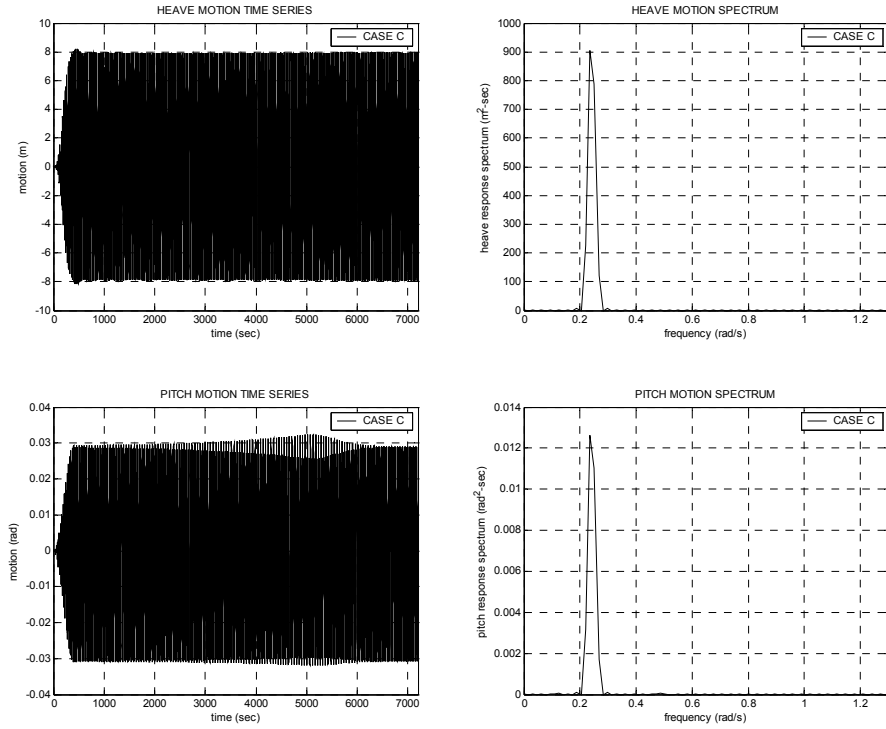 HEAVE MOTION TIME SERIES
CASE C
10
8
6
4
2
0
-2
-4
-6
-8
-10
motion (m)
0 1000 2000 3000 4000 5000 6000 7000
time (sec)
HEAVE MOTION SPECTRUM
CASE C
1000
900
800
700
600
500
400
300
200
100
0
heave response spectrum (m²-sec)
0 0.2 0.4 0.6 0.8 1 1.2
frequency (rad/s)
PITCH MOTION TIME SERIES
CASE C
0.04
0.03
0.02
0.01
0
-0.01
-0.02
-0.03
-0.04
motion (rad)
0 1000 2000 3000 4000 5000 6000 7000
time (sec)
PITCH MOTION SPECTRUM
CASE C
0.014
0.012
0.01
0.008
0.006
0.004
0.002
0
pitch response spectrum (rad²-sec)
0 0.2 0.4 0.6 0.8 1 1.2
frequency (rad/s)